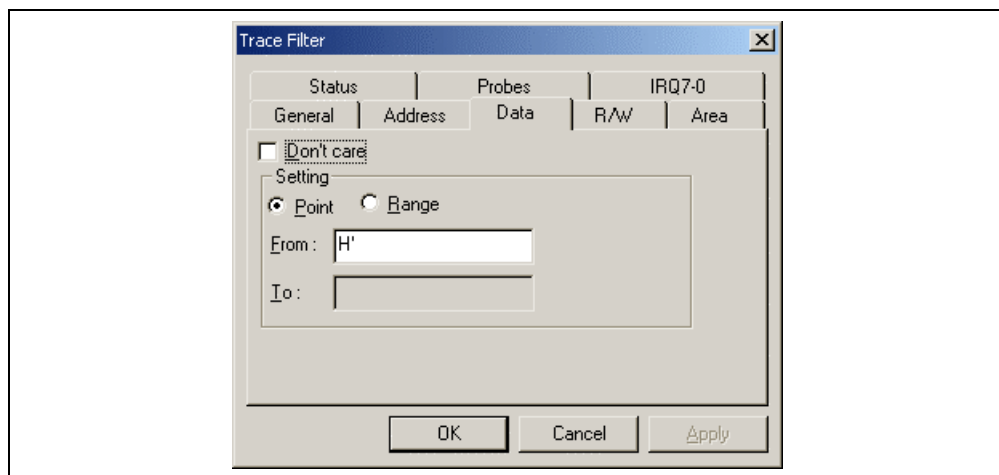 Trace Filter
Status Probes IRQ7-0
General Address Data R/W Area
Don't care
Setting
Point Range
From : H'
To :
OK Cancel Apply